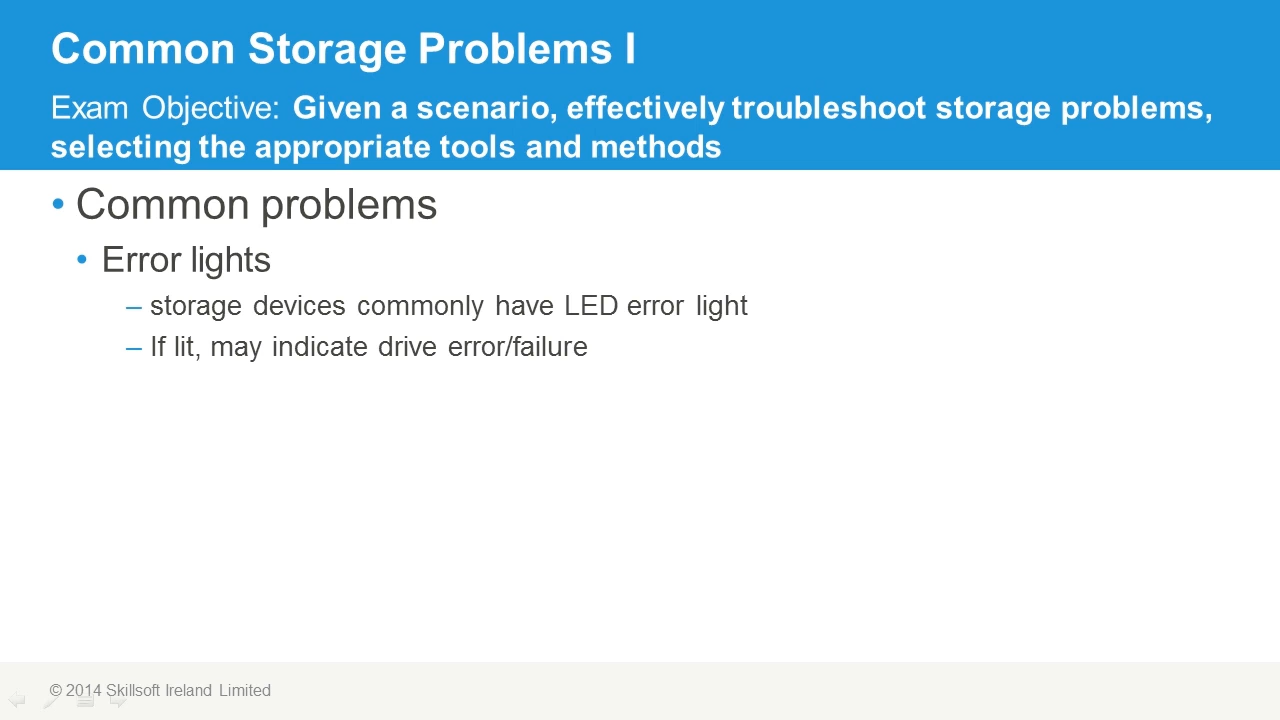 Common Storage Problems I
Exam Objective: Given a scenario, effectively troubleshoot storage problems,
selecting the appropriate tools and methods
• Common problems
• Error lights
– storage devices commonly have LED error light
– If lit, may indicate drive error/failure
© 2014 Skillsoft Ireland Limited